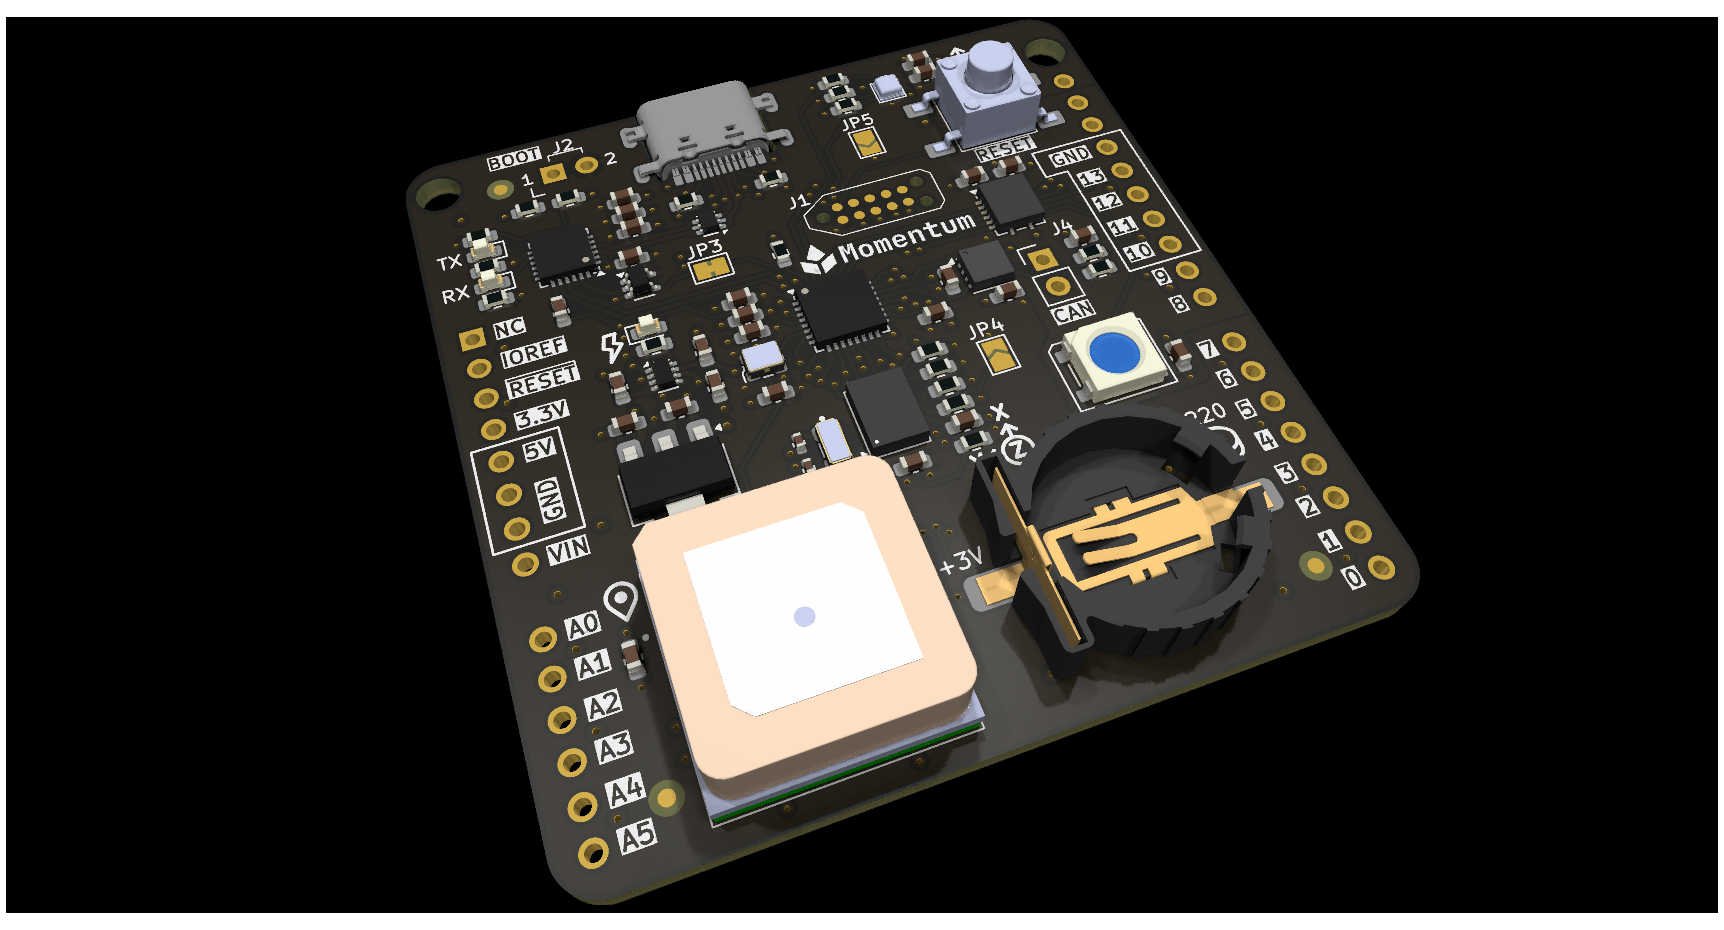 BOOT
J2
1
2
JP5
RESET
J1
Momentum
TX
RX
JP3
J4
CAN
JP4
NC
IOREF
RESET
3.3V
5V
GND
VIN
A0
A1
A2
A3
A4
A5
GND
13
12
11
10
9
8
7
6
5
4
3
2
1
0
X
Z
+3V